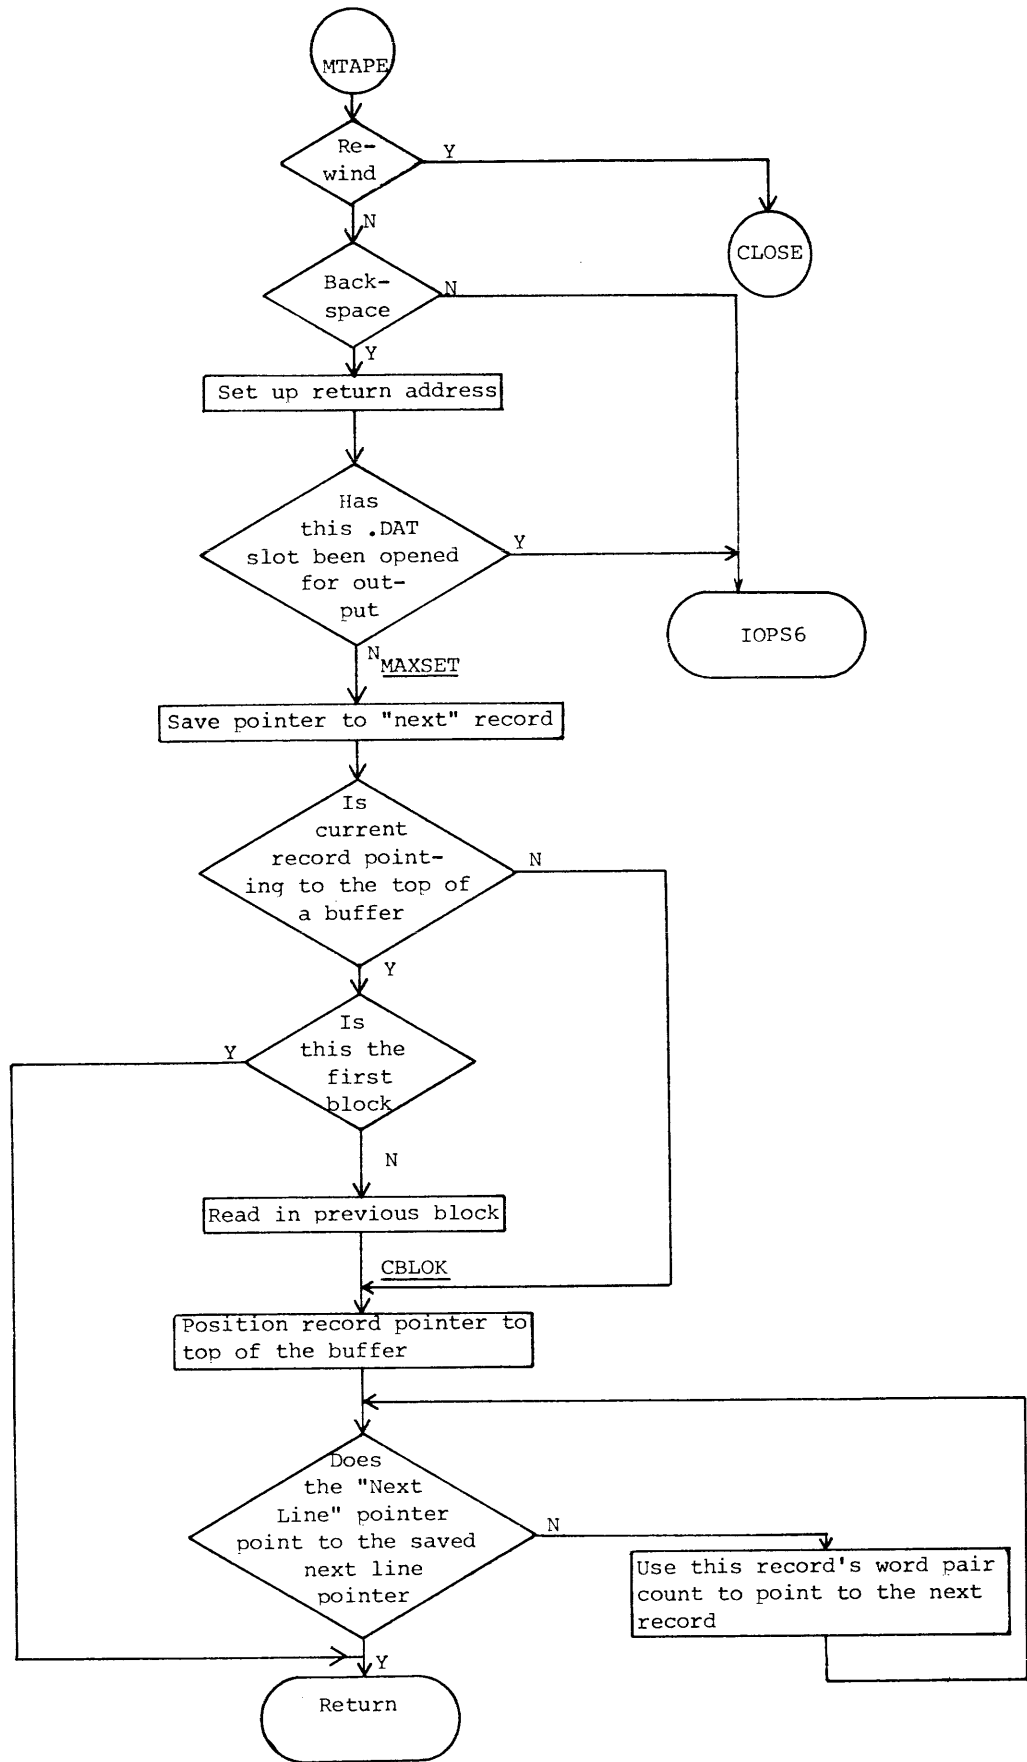 MTAPE
Re-
wind
Y
N
CLOSE
Back-
space
N
Y
Set up return address
Has
this .DAT
slot been opened
for out-
put
Y
IOPS6
N
MAXSET
Save pointer to "next" record
Is
current
record point-
ing to the top of
a buffer
N
Y
Is
this the
first
block
Y
N
Read in previous block
CBLOK
Position record pointer to
top of the buffer
Does
the "Next
Line" pointer
point to the saved
next line
pointer
N
Use this record's word pair
count to point to the next
record
Y
Return